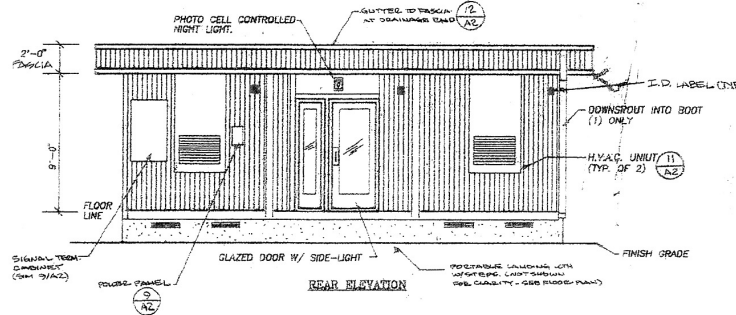 PHOTO CELL CONTROLLED
NIGHT LIGHT.
GUTTER TO FASCIA
AT DRAINAGE END
12
A2
2'-0"
FASCIA
I.D. LABEL (TYP
DOWNSPOUT INTO BOOT
(1) ONLY
9'-0"
H.V.A.C. UNIUT
(TYP. OF 2)
11
A2
FLOOR
LINE
SIGNAL TERM.
CABINET
(SIM 9/A2)
POWER PANEL
9
A2
GLAZED DOOR W/ SIDE-LIGHT
REAR ELEVATION
PORTABLE LANDING
W/STEPS. (NOT SHOWN
FOR CLARITY - SEE FLOOR PLAN)
FINISH GRADE